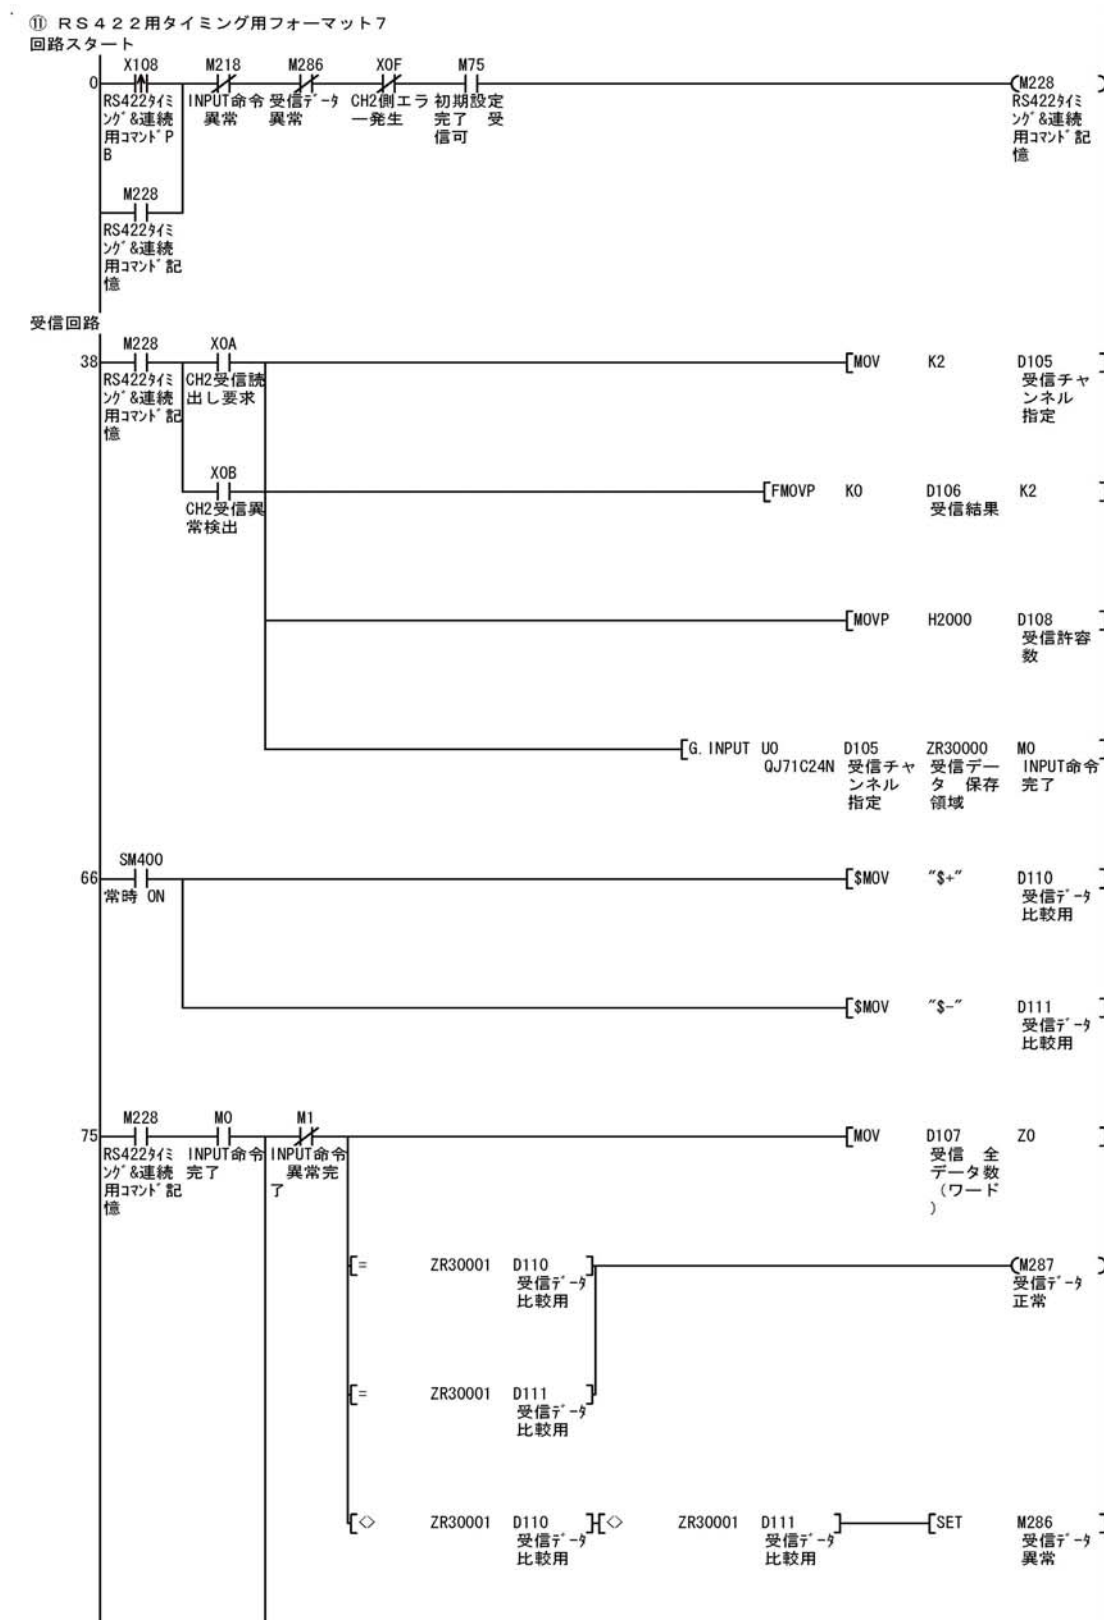 ⑪ ＲＳ４２２用タイミング用フォーマット７
回路スタート
X108 M218 M286 X0F M75
0 (M228 )
RS422ﾀｲﾐ INPUT命令 受信ﾃﾞｰﾀ CH2側エラ 初期設定 RS422ﾀｲﾐ
ﾝｸﾞ&連続 異常 異常 ー発生 完了 受 ﾝｸﾞ&連続
用ｺﾏﾝﾄﾞP 信可 用ｺﾏﾝﾄﾞ記
B 憶
M228
RS422ﾀｲﾐ
ﾝｸﾞ&連続
用ｺﾏﾝﾄﾞ記
憶
受信回路
M228 X0A
38 [MOV K2 D105 ]
RS422ﾀｲﾐ CH2受信読 受信チャ
ﾝｸﾞ&連続 出し要求 ンネル
用ｺﾏﾝﾄﾞ記 指定
憶
X0B
[FMOVP K0 D106 K2 ]
CH2受信異 受信結果
常検出
[MOVP H2000 D108 ]
受信許容
数
[G.INPUT U0 D105 ZR30000 M0 ]
QJ71C24N 受信チャ 受信デー INPUT命令
ンネル タ 保存 完了
指定 領域
SM400
66 [$MOV "$+" D110 ]
常時 ON 受信ﾃﾞｰﾀ
比較用
[$MOV "$-" D111 ]
受信ﾃﾞｰﾀ
比較用
M228 M0 M1
75 [MOV D107 Z0 ]
RS422ﾀｲﾐ INPUT命令 INPUT命令 受信 全
ﾝｸﾞ&連続 完了 異常完 データ数
用ｺﾏﾝﾄﾞ記 了 （ワード
憶 ）
[= ZR30001 D110 ] (M287 )
受信ﾃﾞｰﾀ 受信ﾃﾞｰﾀ
比較用 正常
[= ZR30001 D111 ]
受信ﾃﾞｰﾀ
比較用
[<> ZR30001 D110 ] [<> ZR30001 D111 ] [SET M286 ]
受信ﾃﾞｰﾀ 受信ﾃﾞｰﾀ 受信ﾃﾞｰﾀ
比較用 比較用 異常